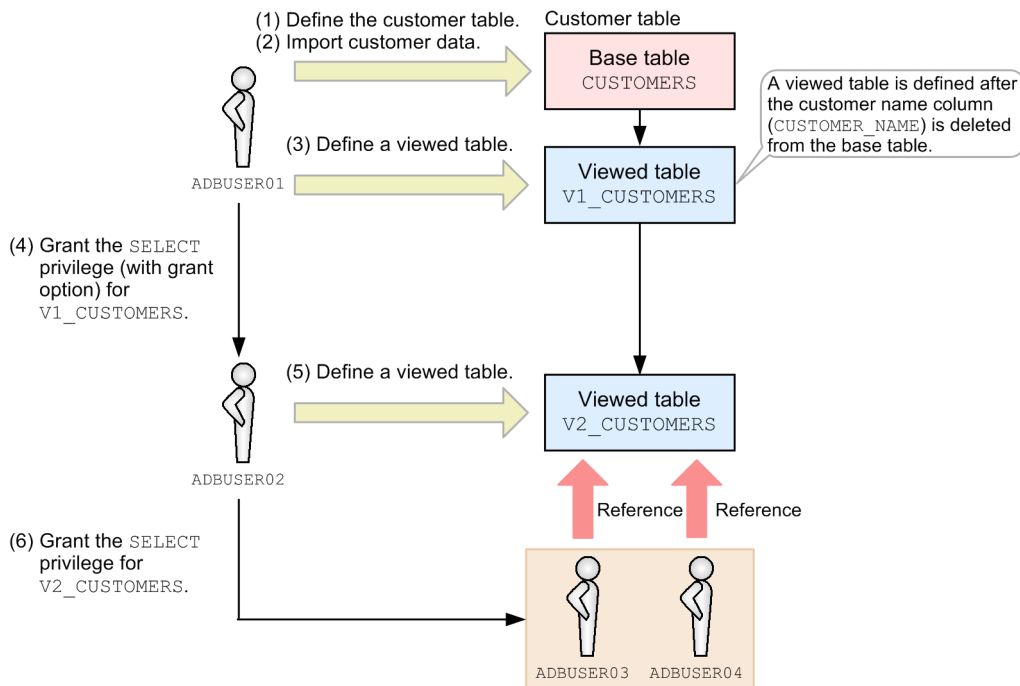 (1) Define the customer table.
(2) Import customer data.
Customer table
Base table
CUSTOMERS
A viewed table is defined after
the customer name column
(CUSTOMER_NAME) is deleted
from the base table.
(3) Define a viewed table.
Viewed table
V1_CUSTOMERS
ADBUSER01
(4) Grant the SELECT
privilege (with grant
option) for
V1_CUSTOMERS.
(5) Define a viewed table.
Viewed table
V2_CUSTOMERS
ADBUSER02
Reference
Reference
(6) Grant the SELECT
privilege for
V2_CUSTOMERS.
ADBUSER03
ADBUSER04